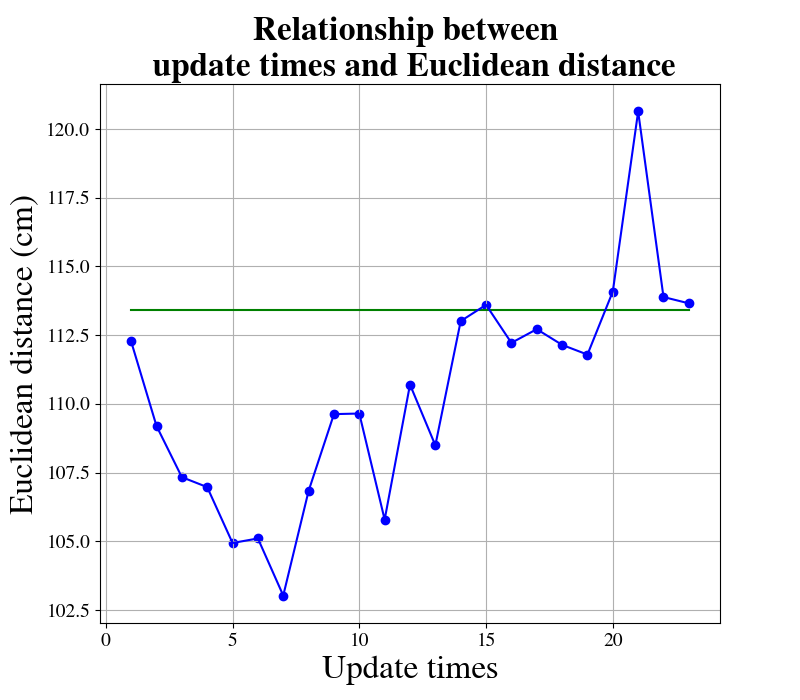 Relationship between
update times and Euclidean distance
120.0
117.5
115.0
112.5
110.0
107.5
105.0
102.5
Euclidean distance (cm)
0 5 10 15 20
Update times